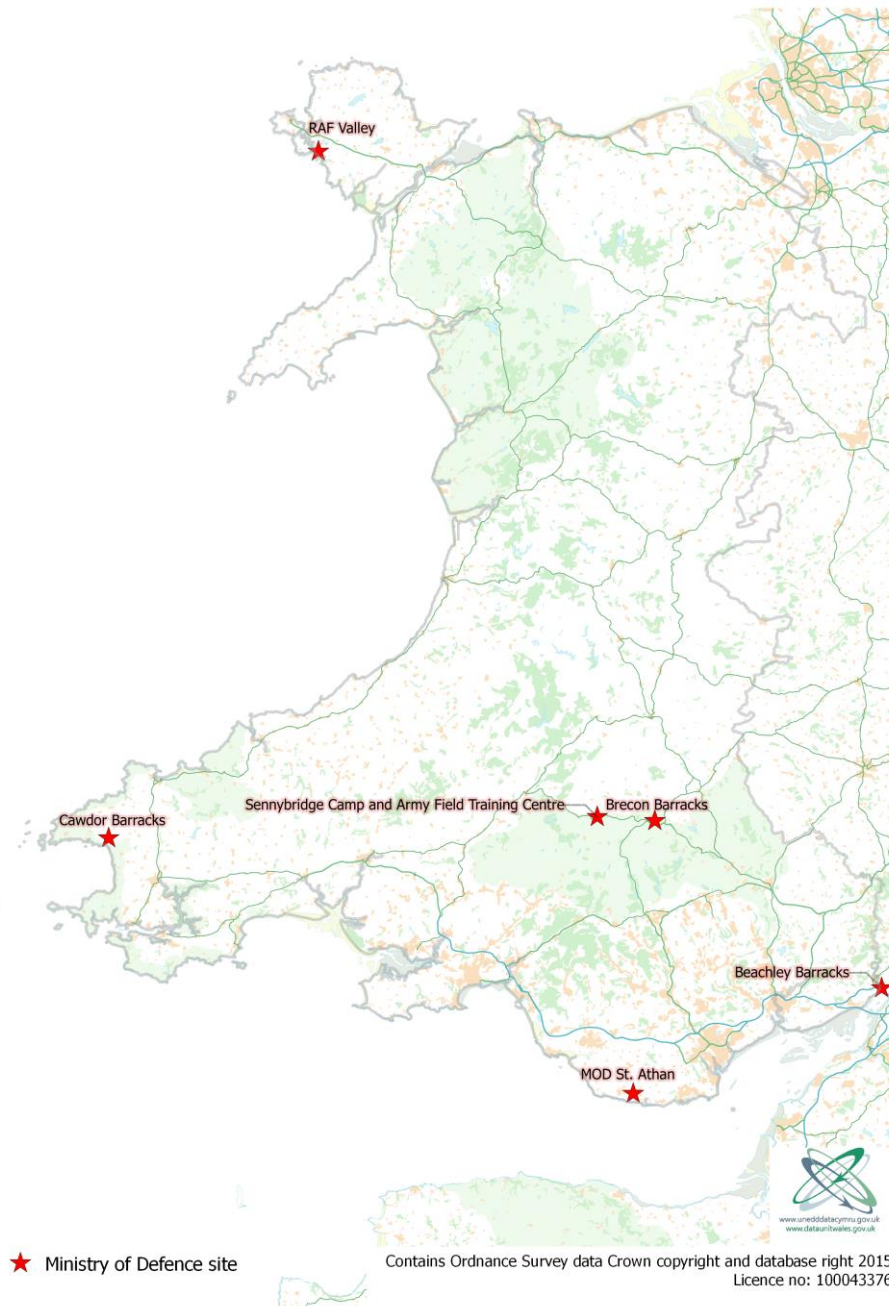 RAF Valley
Sennybridge Camp and Army Field Training Centre
Brecon Barracks
Cawdor Barracks
Beachley Barracks
MOD St. Athan
www.unedddatacymru.gov.uk
www.dataunitwales.gov.uk
Ministry of Defence site
Contains Ordnance Survey data Crown copyright and database right 2015
Licence no: 100043376